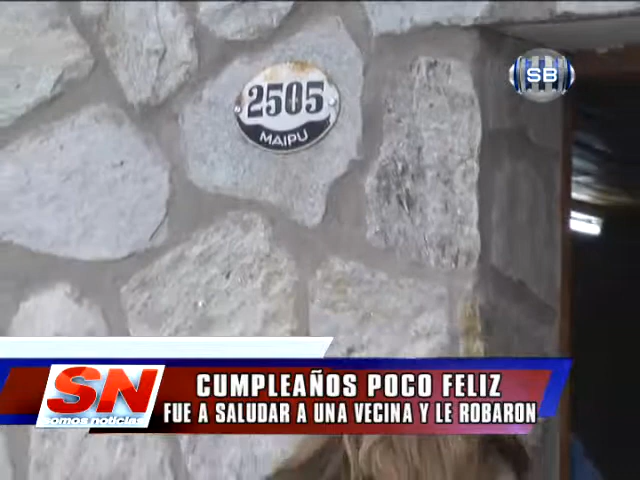 2505
MAIPU
SB
SN
somos noticias
CUMPLEAÑOS POCO FELIZ
FUE A SALUDAR A UNA VECINA Y LE ROBARON